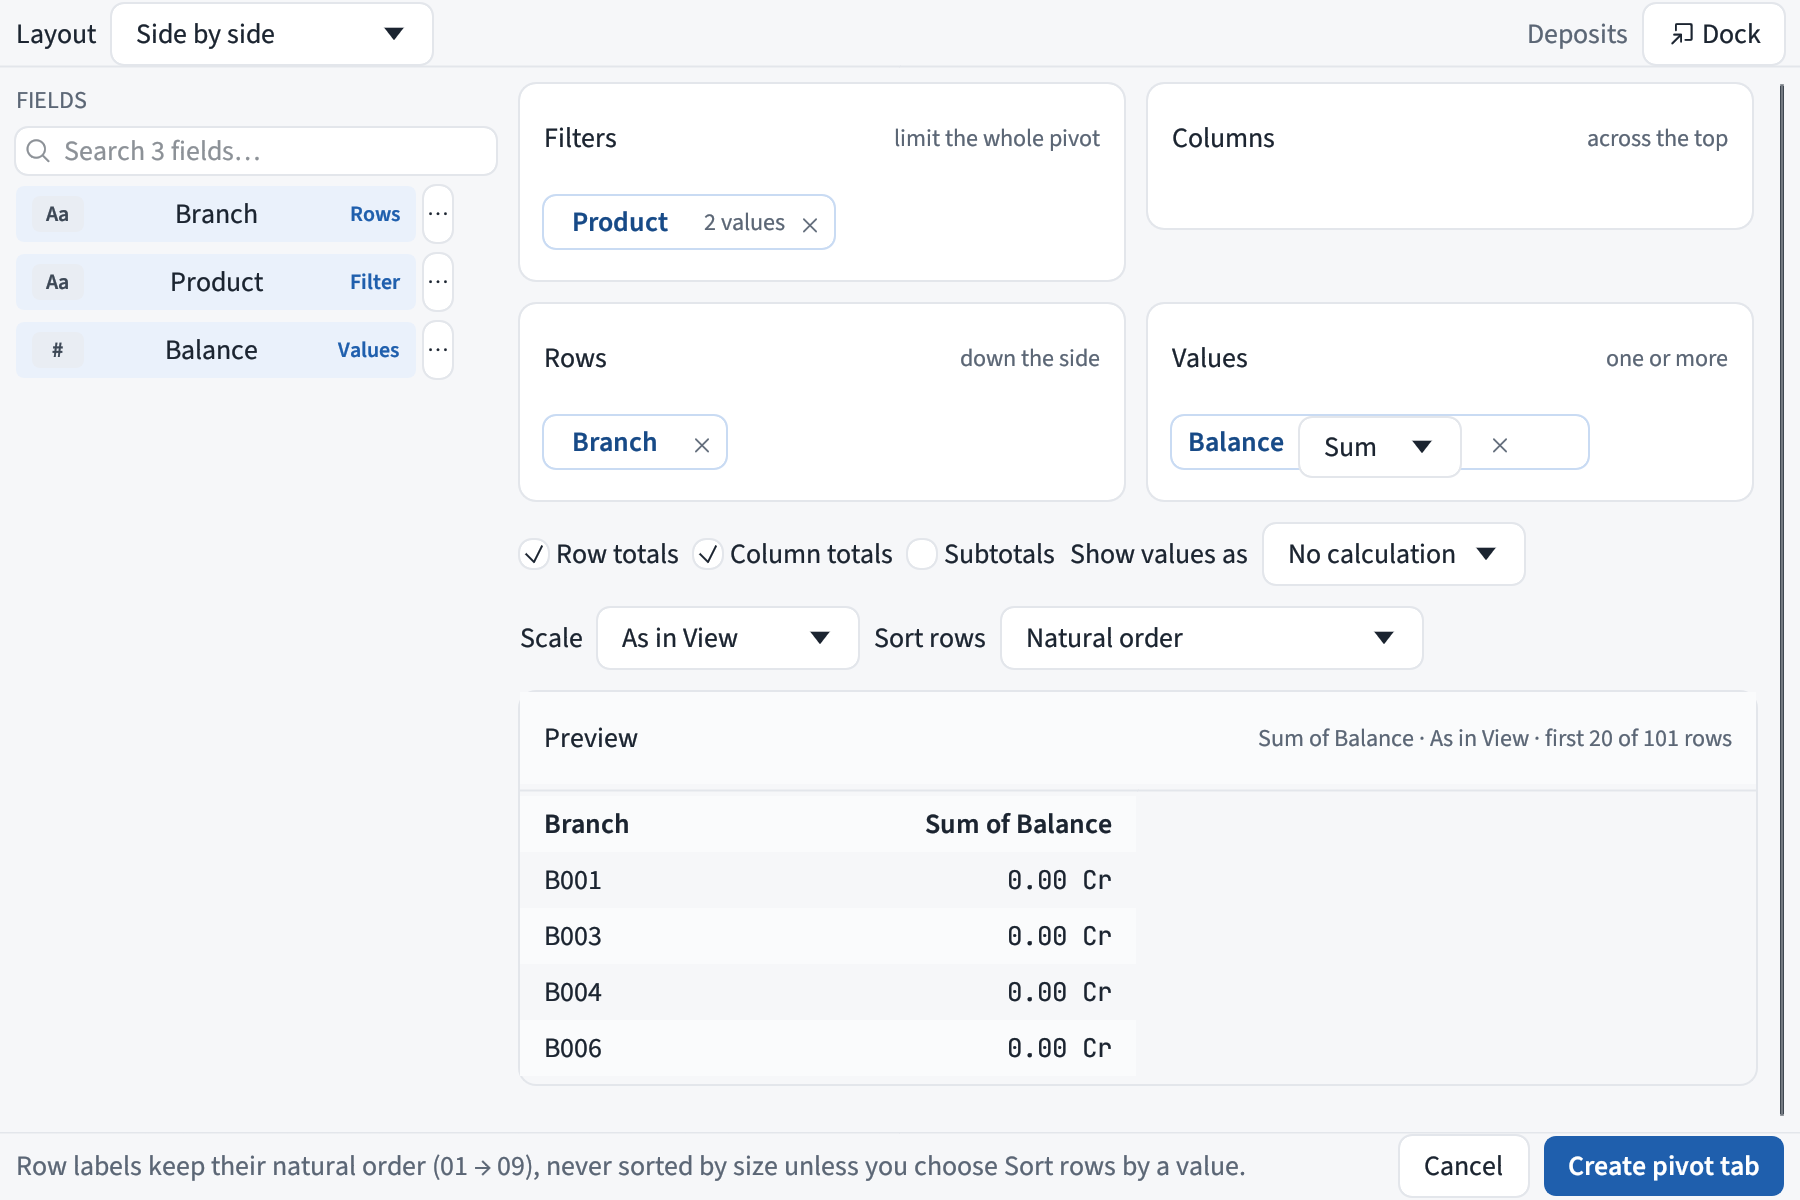 Layout Side by side Deposits Dock
FIELDS
Search 3 fields…
Aa Branch Rows ...
Aa Product Filter ...
# Balance Values ...
Filters limit the whole pivot
Product 2 values ×
Columns across the top
Rows down the side
Branch ×
Values one or more
Balance Sum ×
Row totals Column totals Subtotals Show values as No calculation
Scale As in View Sort rows Natural order
Preview Sum of Balance · As in View · first 20 of 101 rows
Branch Sum of Balance
B001 0.00 Cr
B003 0.00 Cr
B004 0.00 Cr
B006 0.00 Cr
Row labels keep their natural order (01 → 09), never sorted by size unless you choose Sort rows by a value. Cancel Create pivot tab